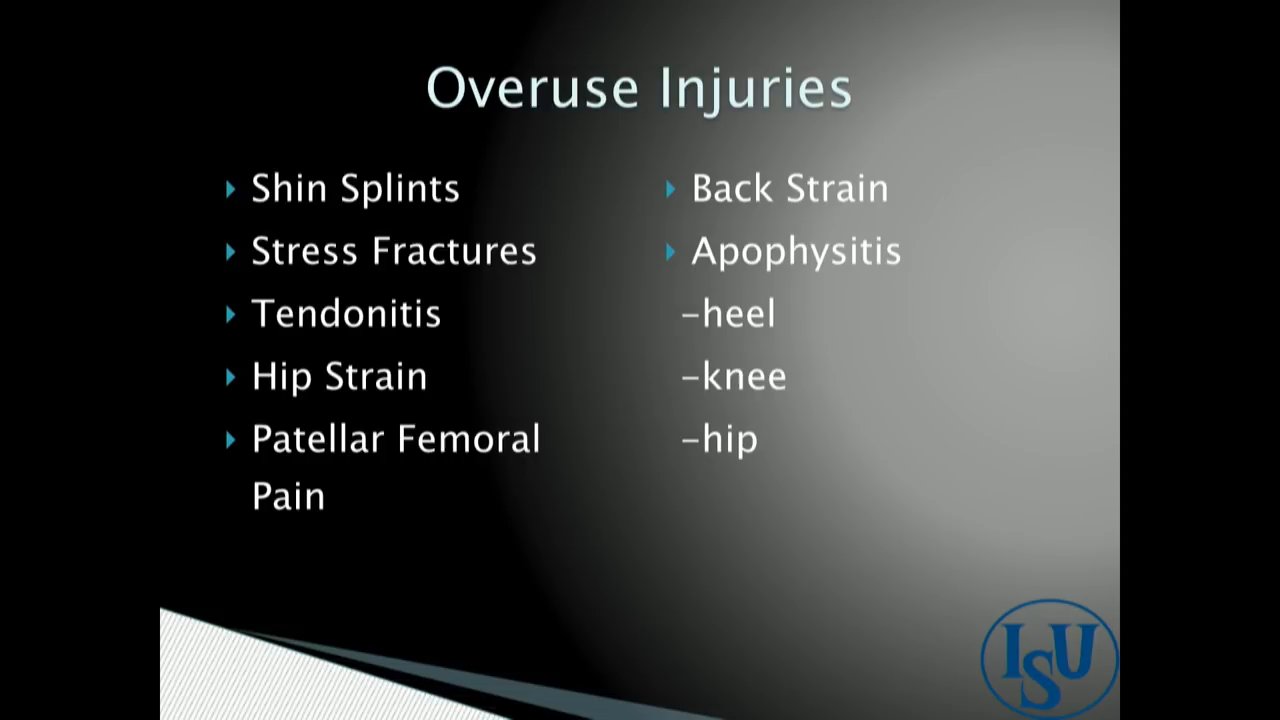 Overuse Injuries
Shin Splints
Stress Fractures
Tendonitis
Hip Strain
Patellar Femoral
Pain
Back Strain
Apophysitis
-heel
-knee
-hip
ISU